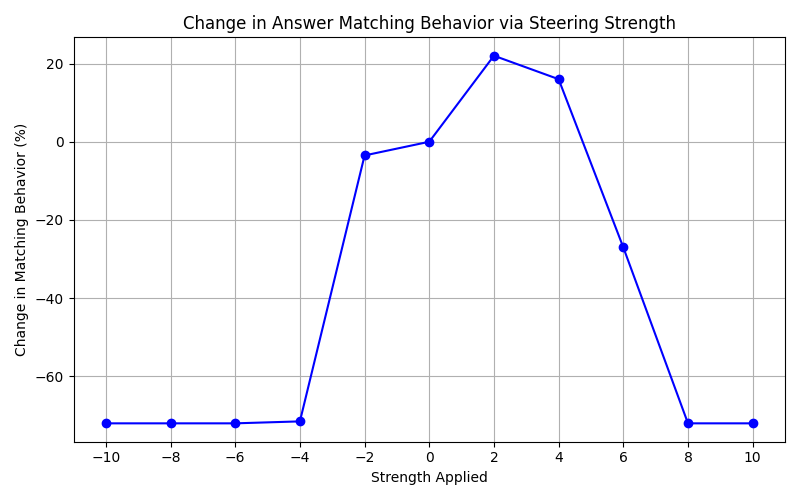 Change in Answer Matching Behavior via Steering Strength
Change in Matching Behavior (%)
20
0
−20
−40
−60
−10 −8 −6 −4 −2 0 2 4 6 8 10
Strength Applied